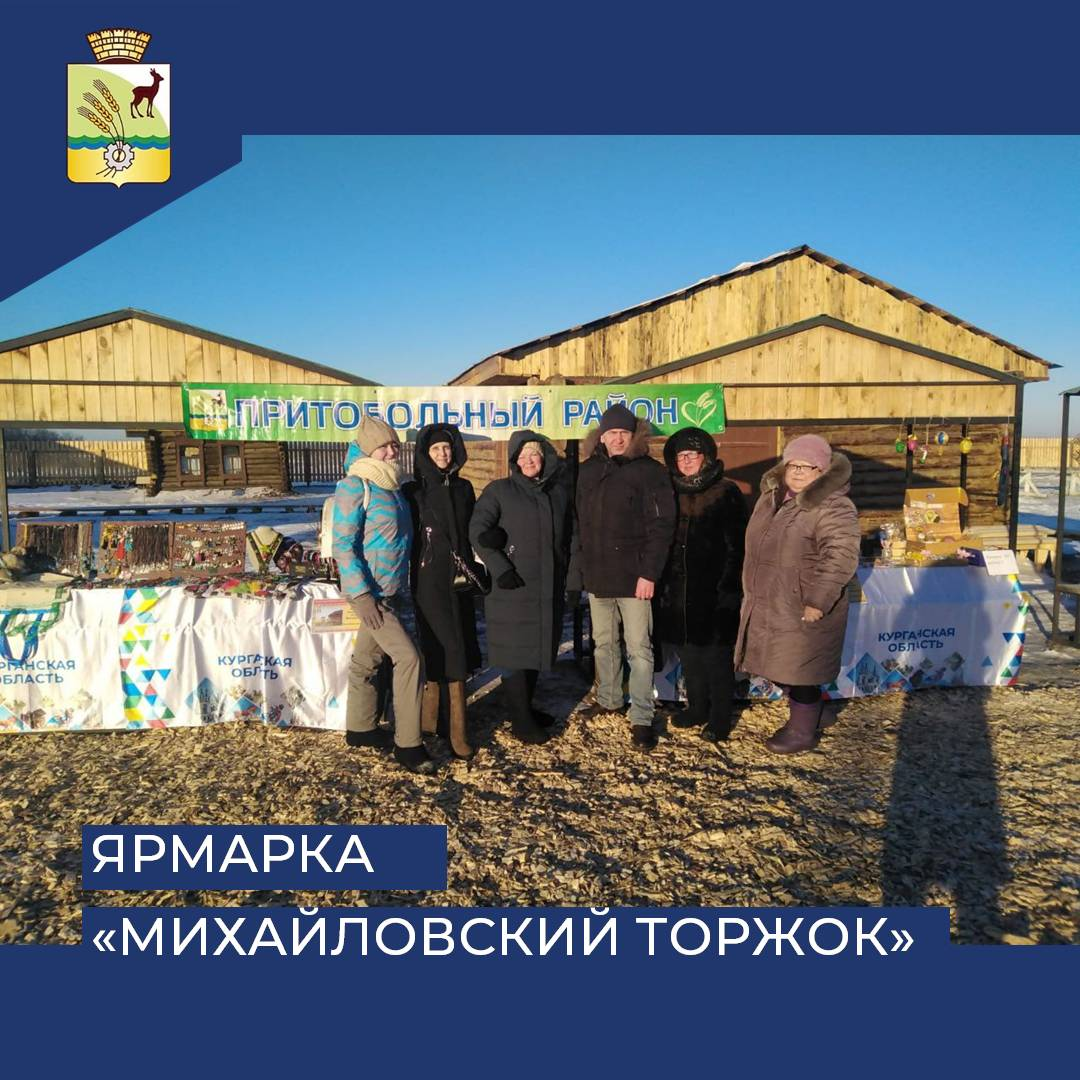 ПРИТОБОЛЬНЫЙ РАЙОН
КУРГАНСКАЯ
ОБЛАСТЬ
КУРГАНСКАЯ
ОБЛАСТЬ
КУРГАНСКАЯ
ОБЛАСТЬ
ЯРМАРКА
«МИХАЙЛОВСКИЙ ТОРЖОК»